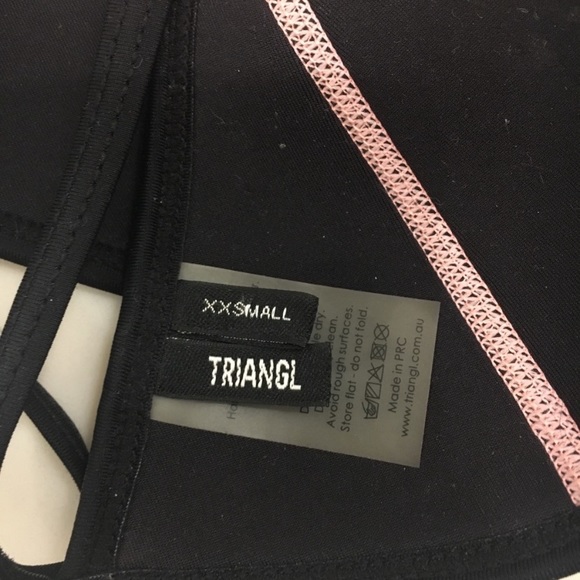 XXSMALL
TRIANGL
Avoid rough surfaces.
Store flat - do not fold.
Made in PRC
www.triangl.com.au